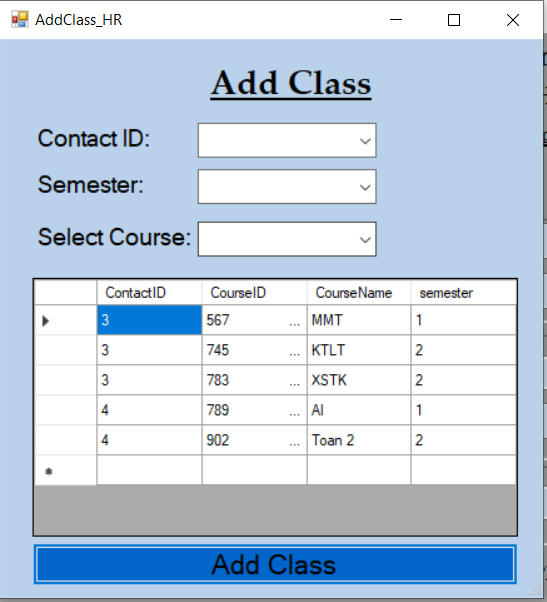 AddClass_HR
Add Class
Contact ID:
Semester:
Select Course:
ContactID CourseID CourseName semester
3 567 ... MMT 1
3 745 ... KTLT 2
3 783 ... XSTK 2
4 789 ... AI 1
4 902 ... Toan 2 2
Add Class